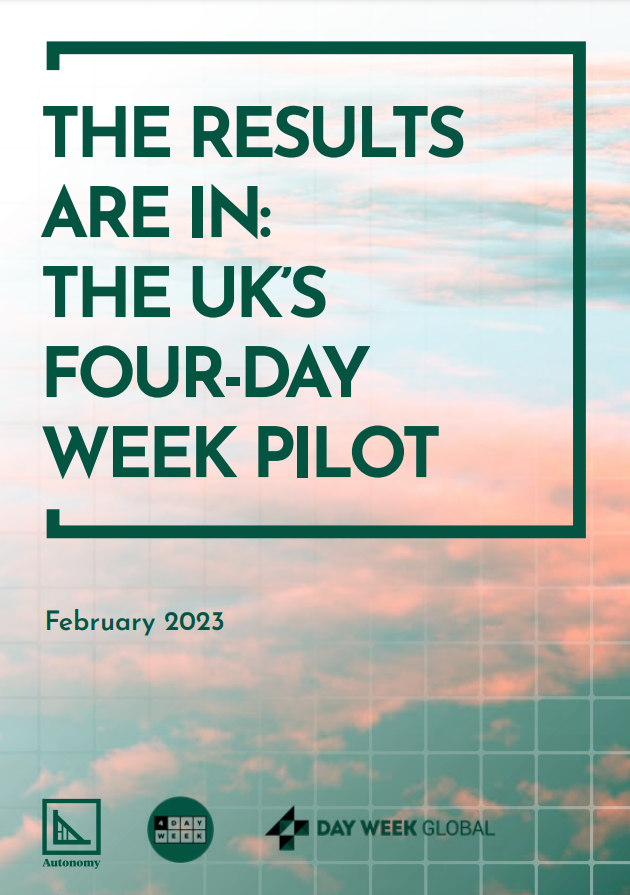 THE RESULTS
ARE IN:
THE UK’S
FOUR-DAY
WEEK PILOT
February 2023
Autonomy
4 DAY
WEEK
DAY WEEK GLOBAL